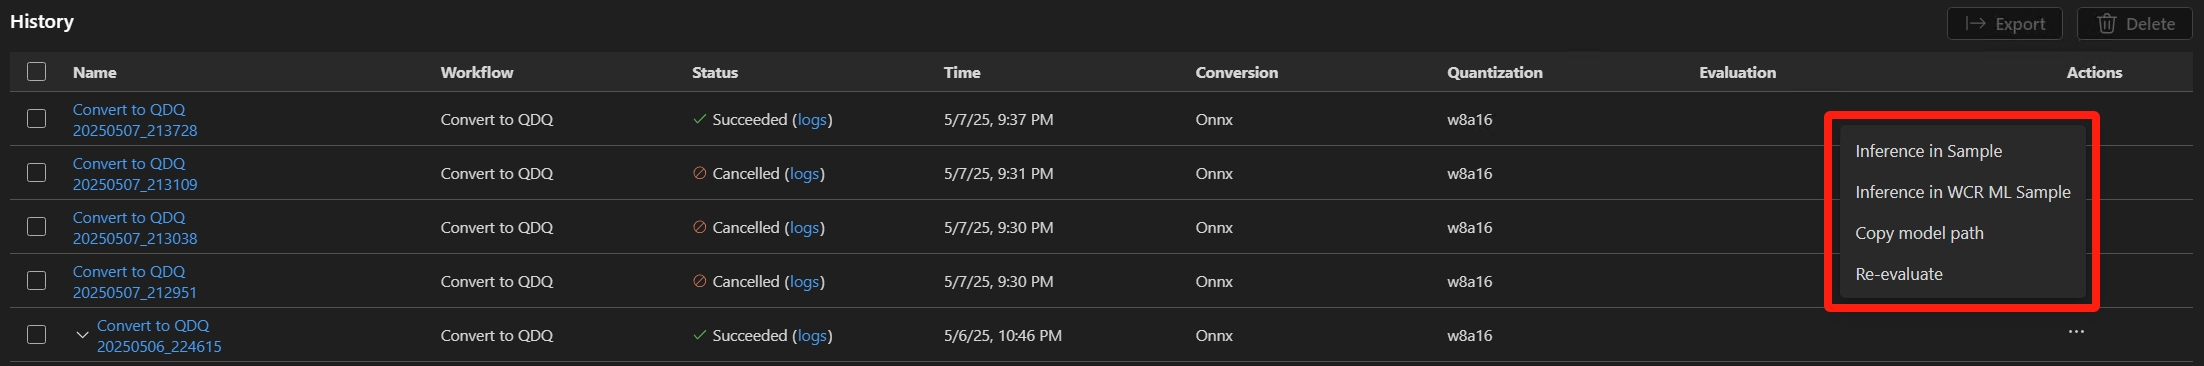 History
Export
Delete
Name Workflow Status Time Conversion Quantization Evaluation Actions
Convert to QDQ
20250507_213728
Convert to QDQ
Succeeded (logs)
5/7/25, 9:37 PM
Onnx
w8a16
Convert to QDQ
20250507_213109
Convert to QDQ
Cancelled (logs)
5/7/25, 9:31 PM
Onnx
w8a16
Convert to QDQ
20250507_213038
Convert to QDQ
Cancelled (logs)
5/7/25, 9:30 PM
Onnx
w8a16
Convert to QDQ
20250507_212951
Convert to QDQ
Cancelled (logs)
5/7/25, 9:30 PM
Onnx
w8a16
Convert to QDQ
20250506_224615
Convert to QDQ
Succeeded (logs)
5/6/25, 10:46 PM
Onnx
w8a16
...
Inference in Sample
Inference in WCR ML Sample
Copy model path
Re-evaluate